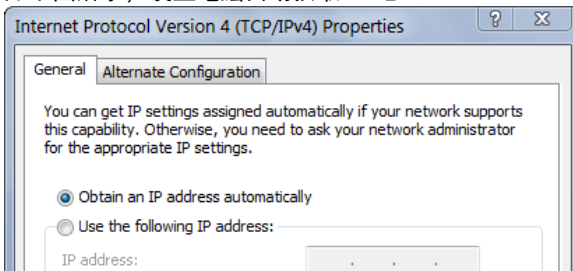 Internet Protocol Version 4 (TCP/IPv4) Properties
General Alternate Configuration
You can get IP settings assigned automatically if your network supports
this capability. Otherwise, you need to ask your network administrator
for the appropriate IP settings.
Obtain an IP address automatically
Use the following IP address:
IP address: